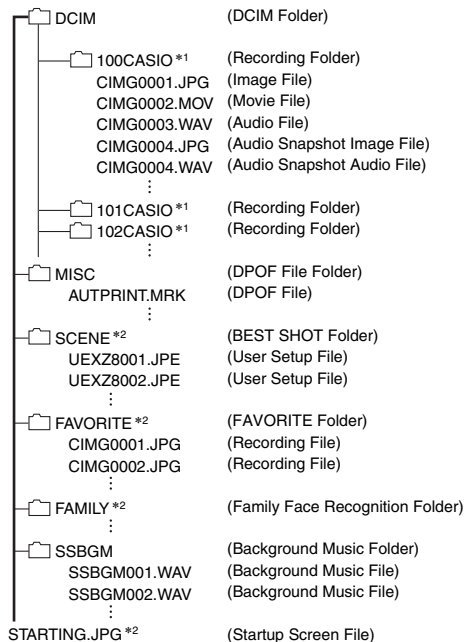 DCIM (DCIM Folder)
100CASIO *1 (Recording Folder)
CIMG0001.JPG (Image File)
CIMG0002.MOV (Movie File)
CIMG0003.WAV (Audio File)
CIMG0004.JPG (Audio Snapshot Image File)
CIMG0004.WAV (Audio Snapshot Audio File)
101CASIO *1 (Recording Folder)
102CASIO *1 (Recording Folder)
MISC (DPOF File Folder)
AUTPRINT.MRK (DPOF File)
SCENE *2 (BEST SHOT Folder)
UEXZ8001.JPE (User Setup File)
UEXZ8002.JPE (User Setup File)
FAVORITE *2 (FAVORITE Folder)
CIMG0001.JPG (Recording File)
CIMG0002.JPG (Recording File)
FAMILY *2 (Family Face Recognition Folder)
SSBGM (Background Music Folder)
SSBGM001.WAV (Background Music File)
SSBGM002.WAV (Background Music File)
STARTING.JPG *2 (Startup Screen File)